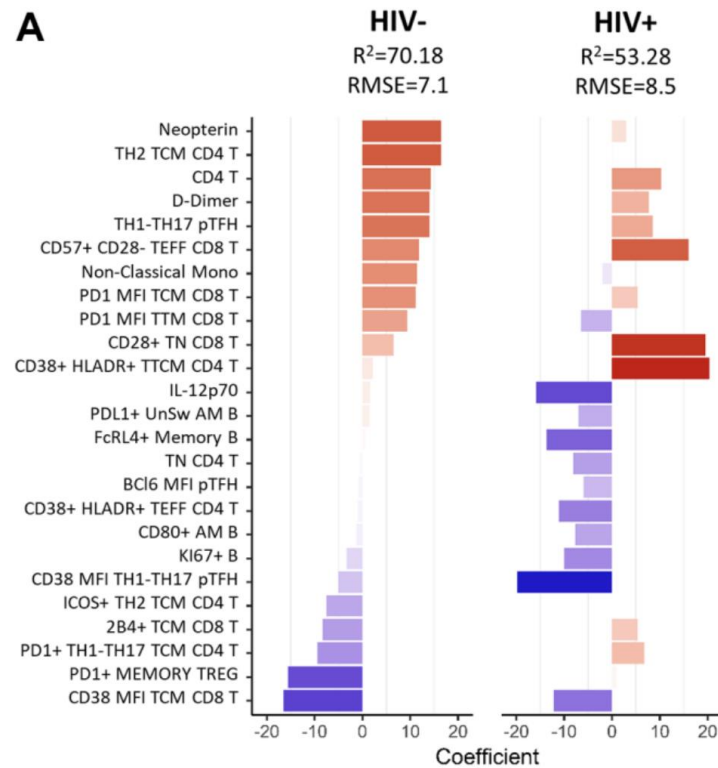 A
HIV-
R²=70.18
RMSE=7.1
HIV+
R²=53.28
RMSE=8.5
Neopterin
TH2 TCM CD4 T
CD4 T
D-Dimer
TH1-TH17 pTFH
CD57+ CD28- TEFF CD8 T
Non-Classical Mono
PD1 MFI TCM CD8 T
PD1 MFI TTM CD8 T
CD28+ TN CD8 T
CD38+ HLADR+ TTCM CD4 T
IL-12p70
PDL1+ UnSw AM B
FcRL4+ Memory B
TN CD4 T
BCl6 MFI pTFH
CD38+ HLADR+ TEFF CD4 T
CD80+ AM B
KI67+ B
CD38 MFI TH1-TH17 pTFH
ICOS+ TH2 TCM CD4 T
2B4+ TCM CD8 T
PD1+ TH1-TH17 TCM CD4 T
PD1+ MEMORY TREG
CD38 MFI TCM CD8 T
-20 -10 0 10 20
-20 -10 0 10 20
Coefficient